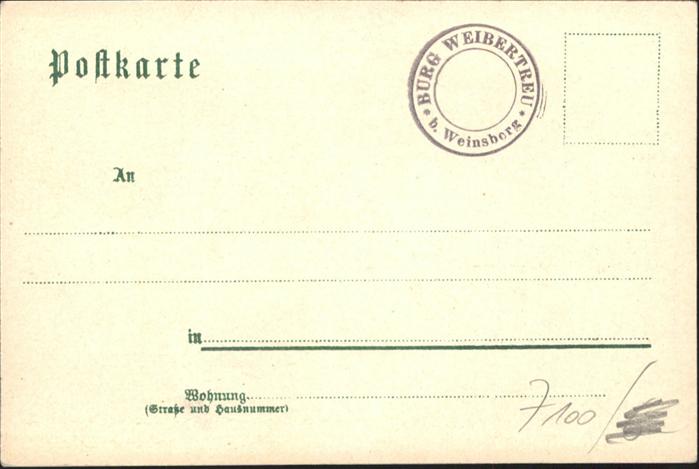 Postkarte
BURG WEIBERTREU
b. Weinsberg
An
in
Wohnung
(Straße und Hausnummer)
7100/